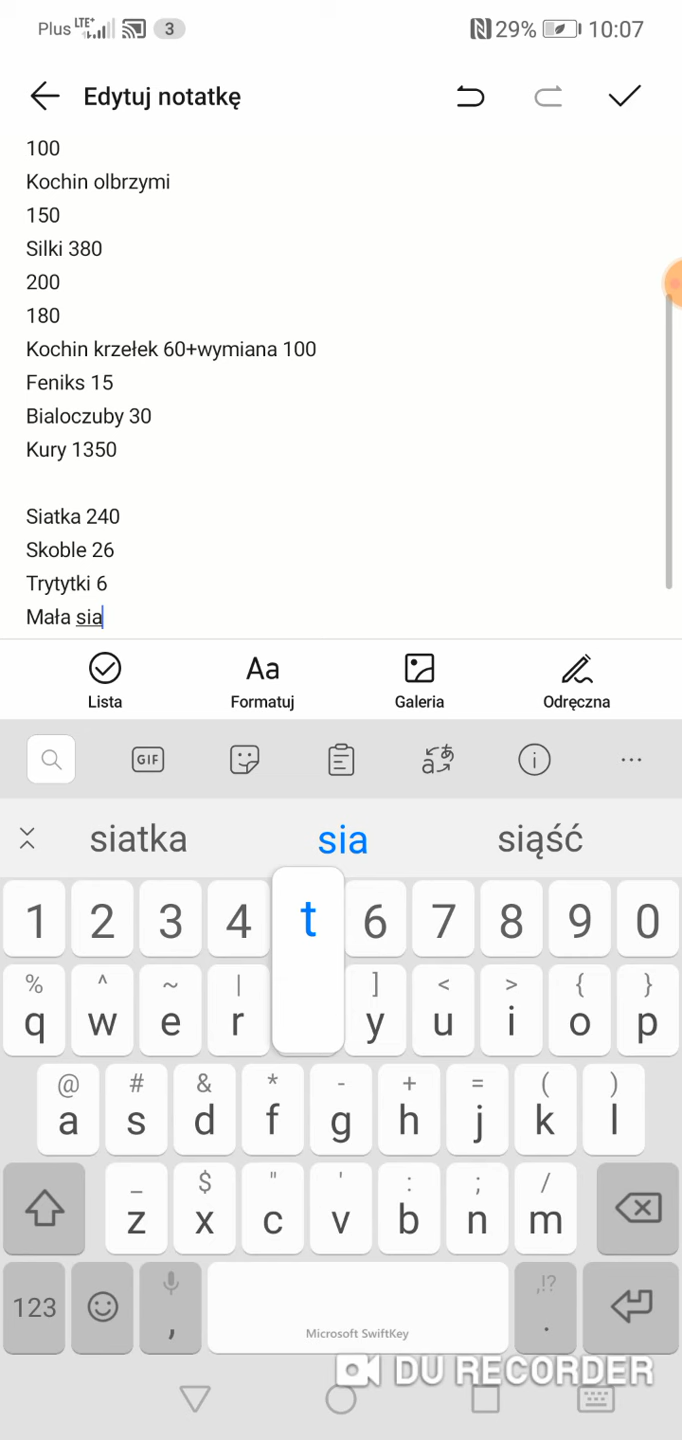 Plus LTE+ 3 29% 10:07
Edytuj notatkę
100
Kochin olbrzymi
150
Silki 380
200
180
Kochin krzełek 60+wymiana 100
Feniks 15
Bialoczuby 30
Kury 1350
Siatka 240
Skoble 26
Trytytki 6
Mała sia
Lista Aa Formatuj Galeria Odręczna
GIF
siatka sia siąść
1 2 3 4 t 6 7 8 9 0
% ^ ~ | ] < > { }
q w e r y u i o p
@ # & * - + = ( )
a s d f g h j k l
_ $ " ' : ; /
z x c v b n m
123 , Microsoft SwiftKey ,!? .
DU RECORDER